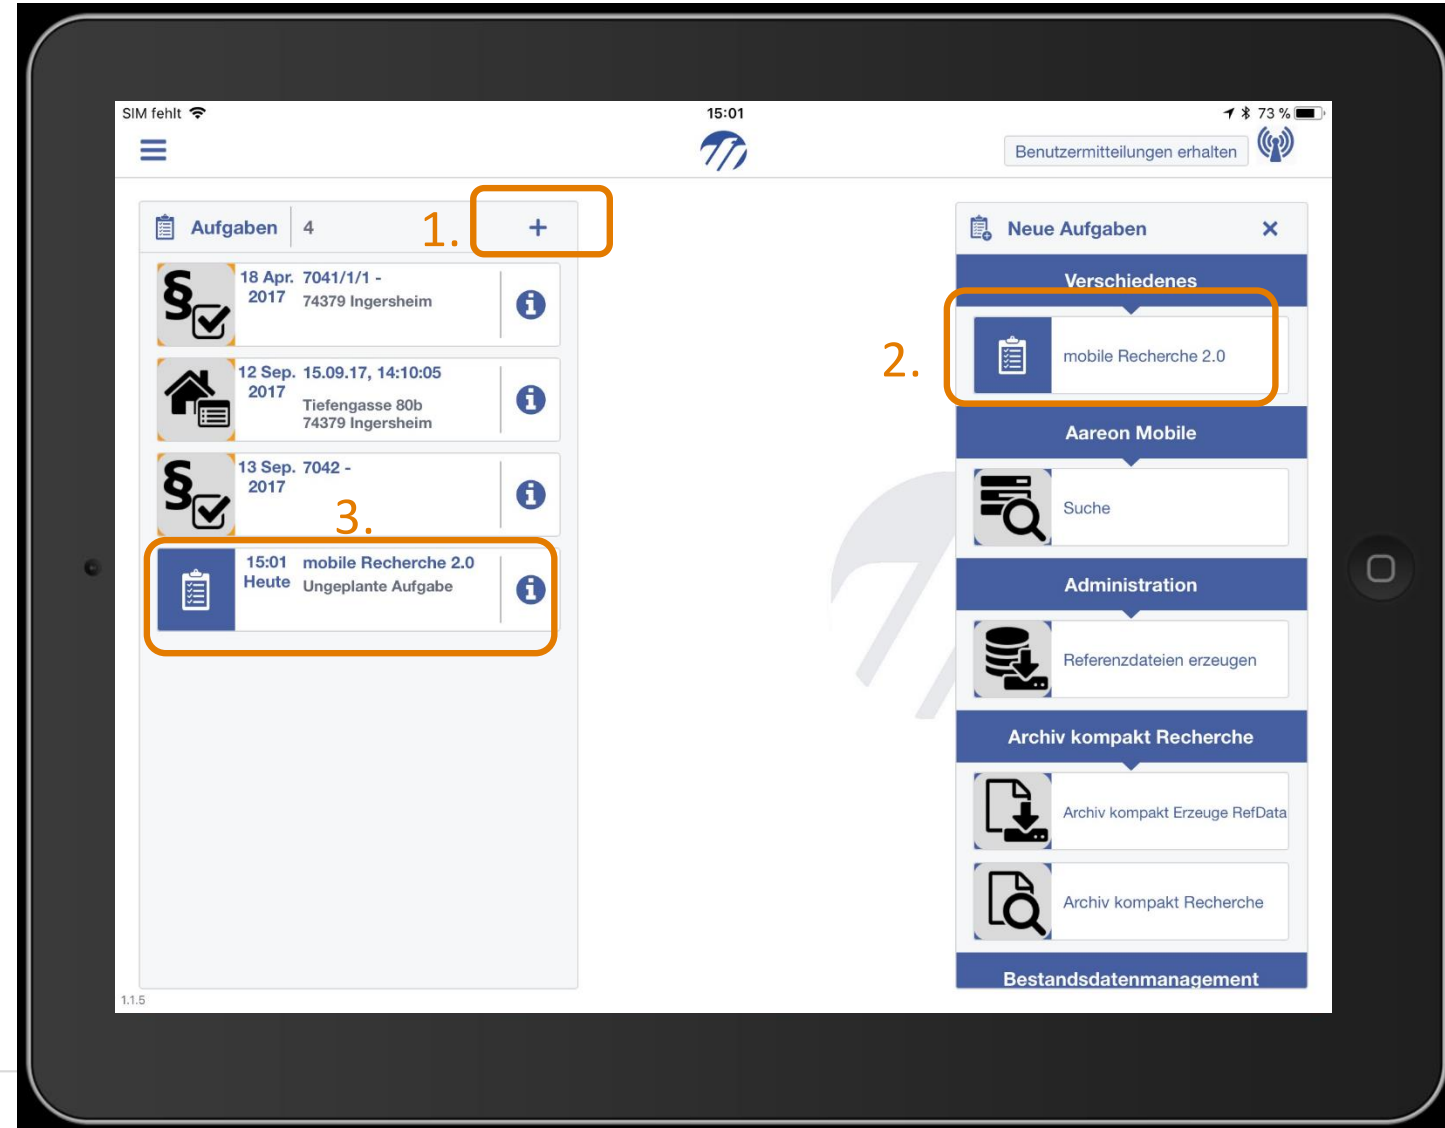 SIM fehlt
15:01
73 %
Benutzermitteilungen erhalten
Aufgaben 4
1.
+
18 Apr. 7041/1/1 -
2017 74379 Ingersheim
12 Sep. 15.09.17, 14:10:05
2017
Tiefengasse 80b
74379 Ingersheim
13 Sep. 7042 -
2017
3.
15:01 mobile Recherche 2.0
Heute Ungeplante Aufgabe
1.1.5
Neue Aufgaben
Verschiedenes
2.
mobile Recherche 2.0
Aareon Mobile
Suche
Administration
Referenzdateien erzeugen
Archiv kompakt Recherche
Archiv kompakt Erzeuge RefData
Archiv kompakt Recherche
Bestandsdatenmanagement